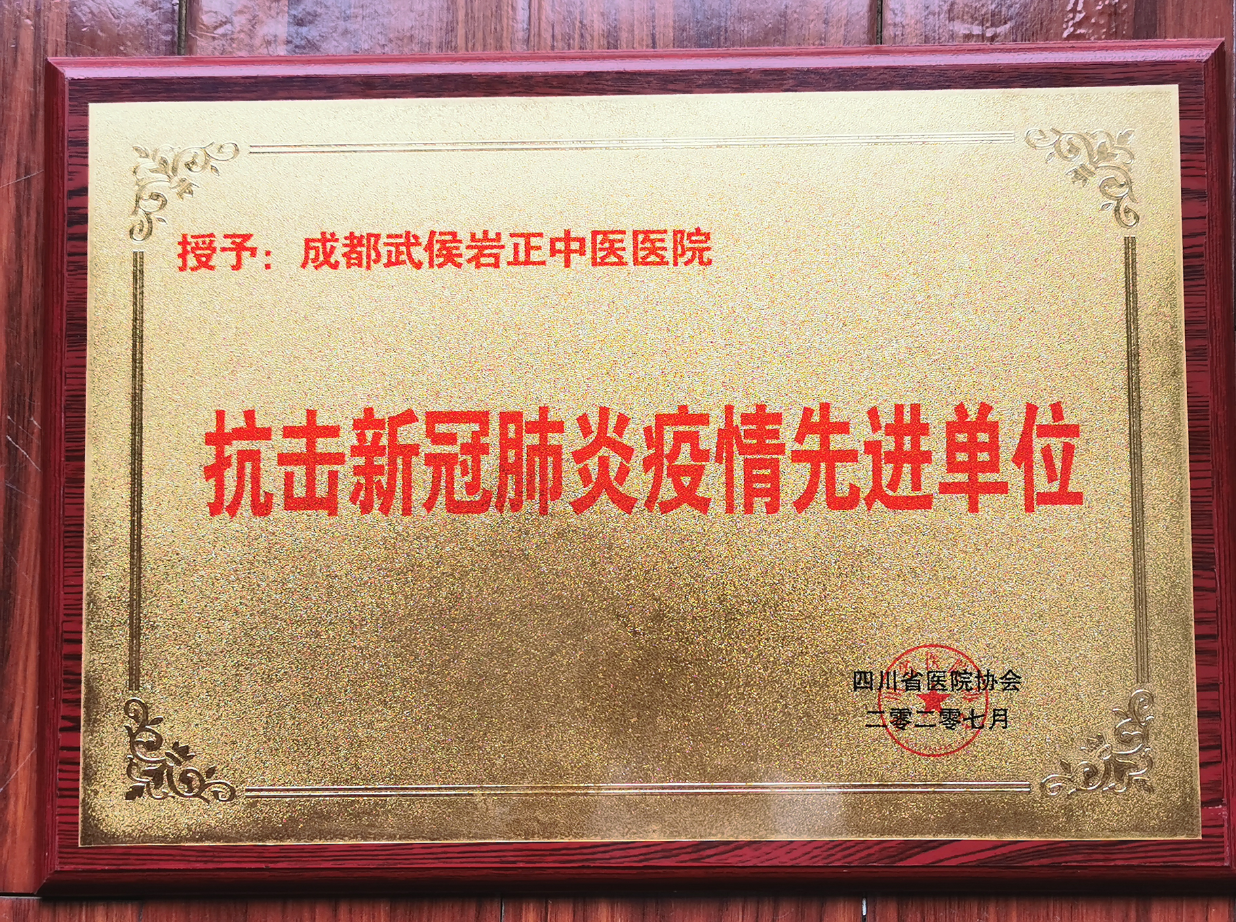 授予：成都武侯岩正中医医院
抗击新冠肺炎疫情先进单位
四川省医院协会
二零二零七月